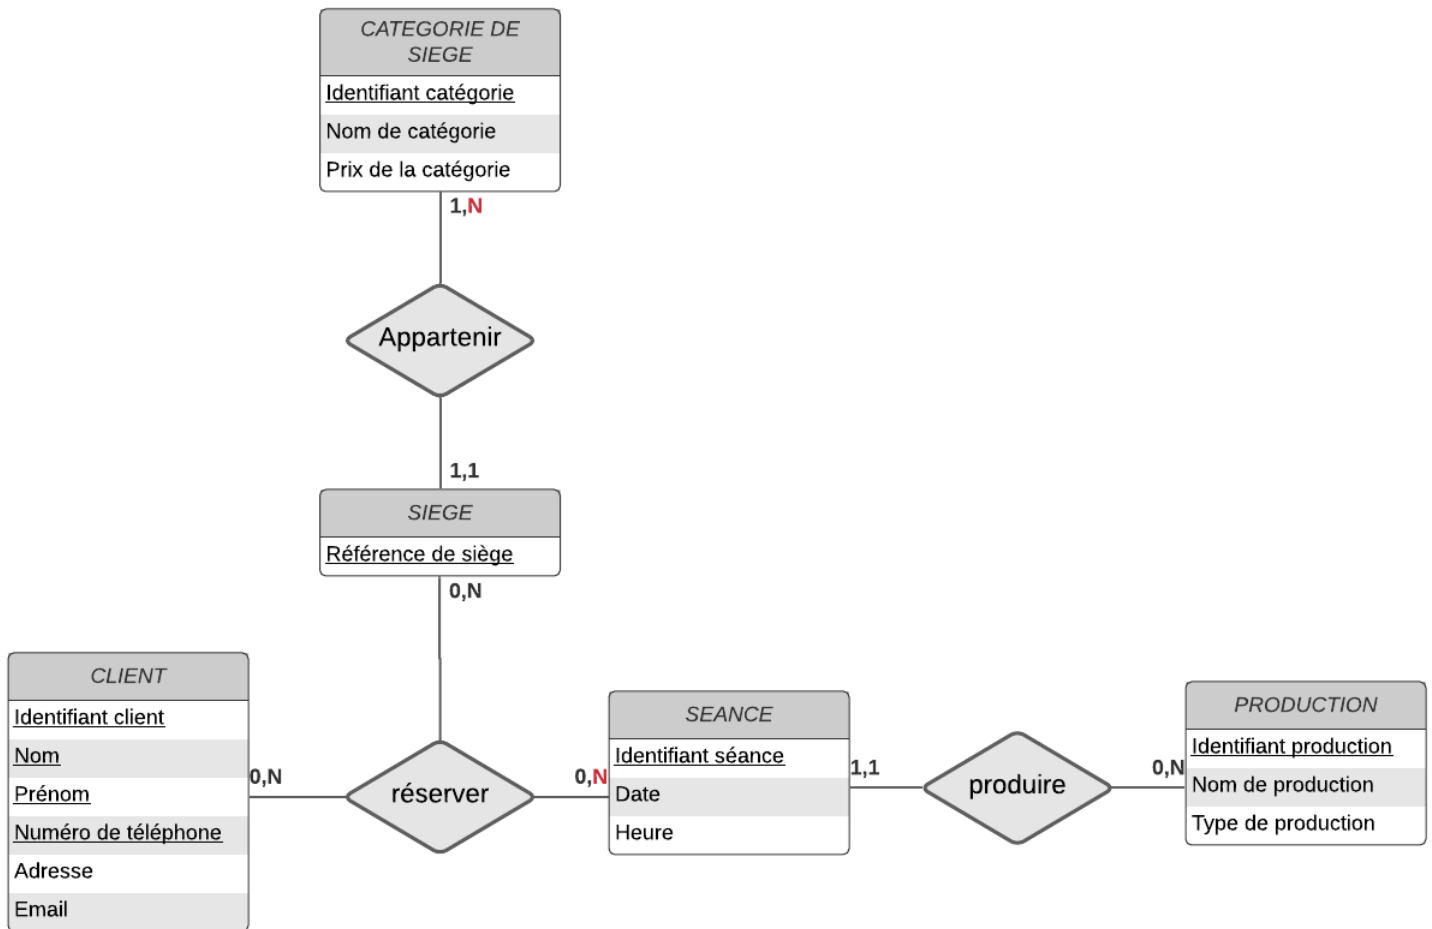 CATEGORIE DE
SIEGE
Identifiant catégorie
Nom de catégorie
Prix de la catégorie
1,N
Appartenir
1,1
SIEGE
Référence de siège
0,N
CLIENT
Identifiant client
Nom
Prénom
Numéro de téléphone
Adresse
Email
0,N
réserver
0,N
SEANCE
Identifiant séance
Date
Heure
1,1
produire
0,N
PRODUCTION
Identifiant production
Nom de production
Type de production